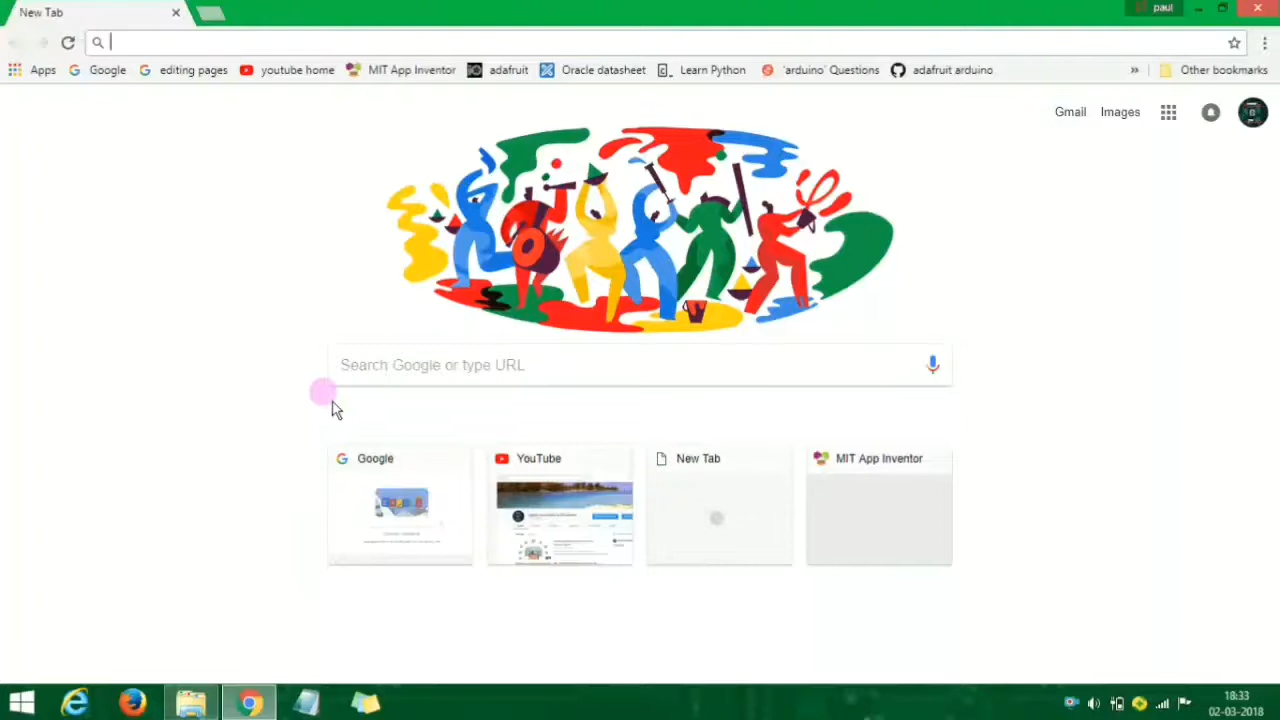 New Tab
paul
Apps Google editing pages youtube home MIT App Inventor adafruit Oracle datasheet Learn Python 'arduino' Questions adafruit arduino » Other bookmarks
Gmail Images
Search Google or type URL
Google YouTube New Tab MIT App Inventor
18:33
02-03-2018